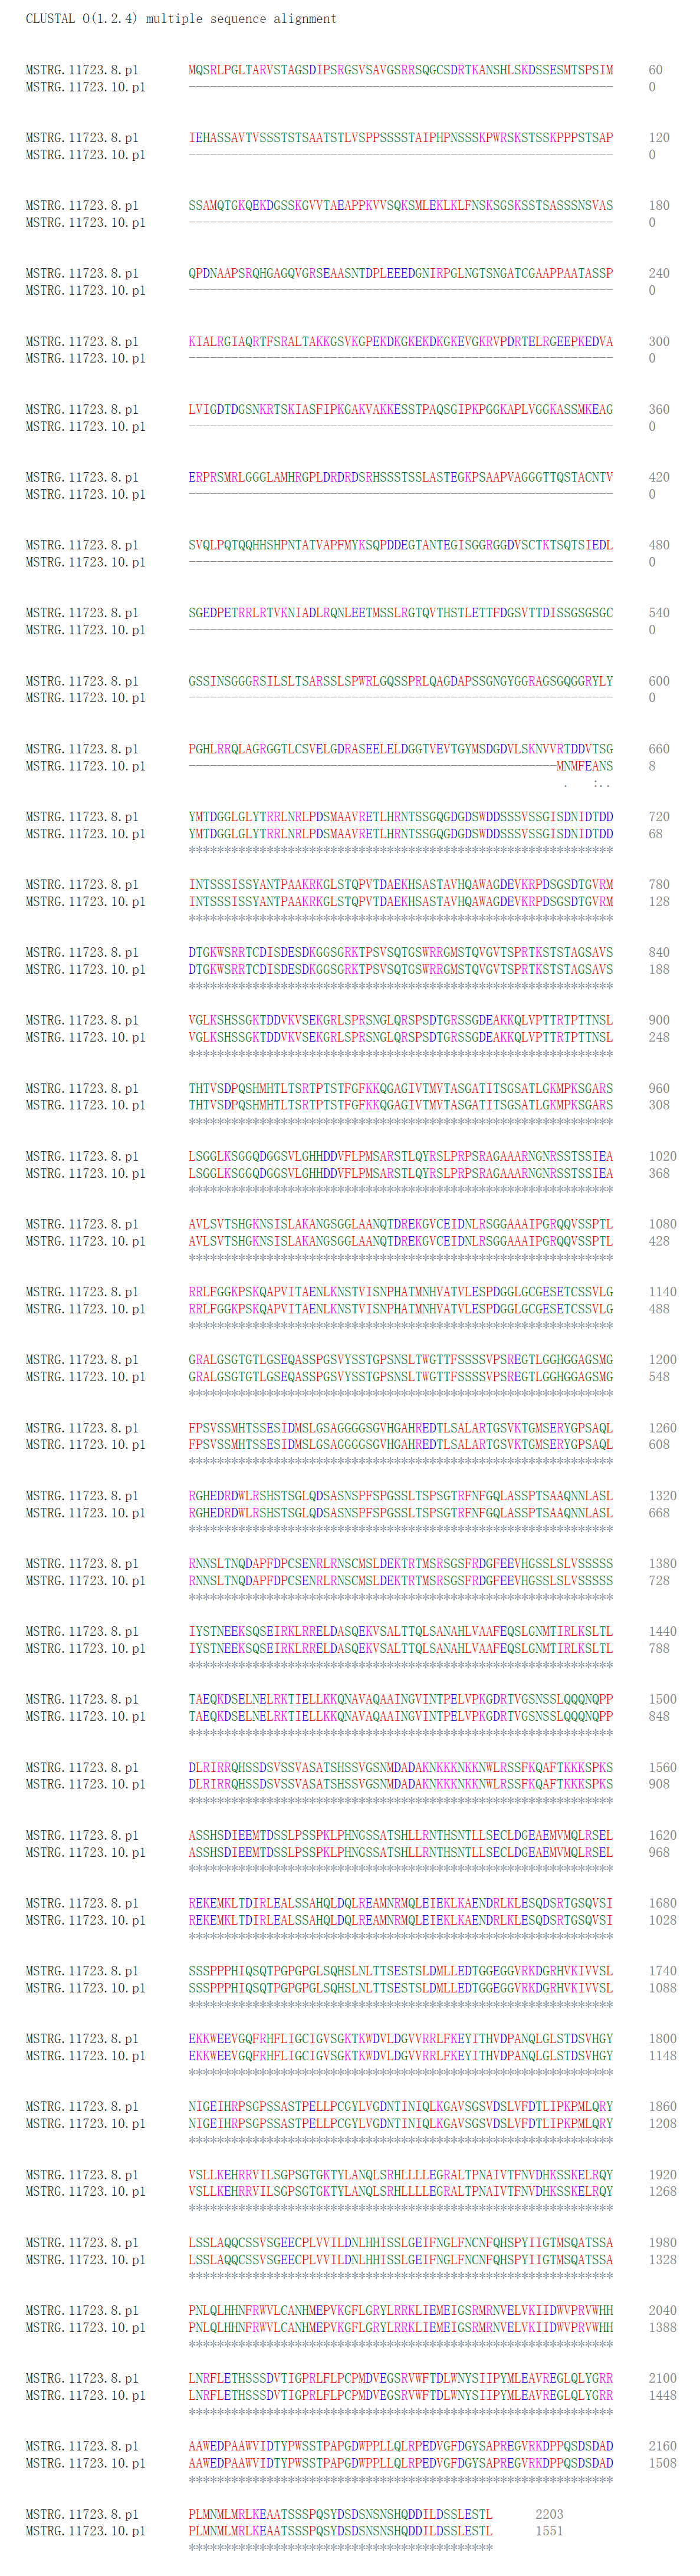 CLUSTAL O(1.2.4) multiple sequence alignment
MSTRG.11723.8.p1 MQSRLPGLTARVSTAGSDIPSRGSVSAVGSRRSQGCSDRTKANSHLSKDSSESMTSPSIM 60
MSTRG.11723.10.p1 ------------------------------------------------------------ 0
MSTRG.11723.8.p1 IEHASSAVTVSSSTSTSAATSTLVSPPSSSSTAIPHPNSSSKPWRSKSTSSKPPPSTSAP 120
MSTRG.11723.10.p1 ------------------------------------------------------------ 0
MSTRG.11723.8.p1 SSAMQTGKQEKDGSSKGVVTAEAPPKVVSQKSMLEKLKLFNSKSGSKSSTSASSSNSVAS 180
MSTRG.11723.10.p1 ------------------------------------------------------------ 0
MSTRG.11723.8.p1 QPDNAAPSRQHGAGQVGRSEAASNTDPLEEEDGNIRPGLNGTSNGATCGAAPPAATASSP 240
MSTRG.11723.10.p1 ------------------------------------------------------------ 0
MSTRG.11723.8.p1 KIALRGIAQRTFSRALTAKKGSVKGPEKDKGKEKDKGKEVGKRVPDRTELRGEEPKEDVA 300
MSTRG.11723.10.p1 ------------------------------------------------------------ 0
MSTRG.11723.8.p1 LVIGDTDGSNKRTSKIASFIPKGAKVAKKESSTPAQSGIPKPGGKAPLVGGKASSMKEAG 360
MSTRG.11723.10.p1 ------------------------------------------------------------ 0
MSTRG.11723.8.p1 ERPRSMRLGGGLAMHRGPLDRDRDSRHSSSTSSLASTEGKPSAAPVAGGGTTQSTACNTV 420
MSTRG.11723.10.p1 ------------------------------------------------------------ 0
MSTRG.11723.8.p1 SVQLPQTQQHHSHPNTATVAPFMYKSQPDDEGTANTEGISGGRGGDVSCTKTSQTSIEDL 480
MSTRG.11723.10.p1 ------------------------------------------------------------ 0
MSTRG.11723.8.p1 SGEDPETRRLRTVKNIADLRQNLEETMSSLRGTQVTHSTLETTFDGSVTTDISSGSGSGC 540
MSTRG.11723.10.p1 ------------------------------------------------------------ 0
MSTRG.11723.8.p1 GSSINSGGGRSILSLTSARSSLSPWRLGQSSPRLQAGDAPSSGNGYGGRAGSGQGGRYLY 600
MSTRG.11723.10.p1 ------------------------------------------------------------ 0
MSTRG.11723.8.p1 PGHLRRQLAGRGGTLCSVELGDRASEELELDGGTVEVTGYMSDGDVLSKNVVRTDDVTSG 660
MSTRG.11723.10.p1 ----------------------------------------------------MNMFEANS 8
. :..
MSTRG.11723.8.p1 YMTDGGLGLYTRRLNRLPDSMAAVRETLHRNTSSGQGDGDSWDDSSSVSSGISDNIDTDD 720
MSTRG.11723.10.p1 YMTDGGLGLYTRRLNRLPDSMAAVRETLHRNTSSGQGDGDSWDDSSSVSSGISDNIDTDD 68
************************************************************
MSTRG.11723.8.p1 INTSSSISSYANTPAAKRKGLSTQPVTDAEKHSASTAVHQAWAGDEVKRPDSGSDTGVRM 780
MSTRG.11723.10.p1 INTSSSISSYANTPAAKRKGLSTQPVTDAEKHSASTAVHQAWAGDEVKRPDSGSDTGVRM 128
************************************************************
MSTRG.11723.8.p1 DTGKWSRRTCDISDESDKGGSGRKTPSVSQTGSWRRGMSTQVGVTSPRTKSTSTAGSAVS 840
MSTRG.11723.10.p1 DTGKWSRRTCDISDESDKGGSGRKTPSVSQTGSWRRGMSTQVGVTSPRTKSTSTAGSAVS 188
************************************************************
MSTRG.11723.8.p1 VGLKSHSSGKTDDVKVSEKGRLSPRSNGLQRSPSDTGRSSGDEAKKQLVPTTRTPTTNSL 900
MSTRG.11723.10.p1 VGLKSHSSGKTDDVKVSEKGRLSPRSNGLQRSPSDTGRSSGDEAKKQLVPTTRTPTTNSL 248
************************************************************
MSTRG.11723.8.p1 THTVSDPQSHMHTLTSRTPTSTFGFKKQGAGIVTMVTASGATITSGSATLGKMPKSGARS 960
MSTRG.11723.10.p1 THTVSDPQSHMHTLTSRTPTSTFGFKKQGAGIVTMVTASGATITSGSATLGKMPKSGARS 308
************************************************************
MSTRG.11723.8.p1 LSGGLKSGGQDGGSVLGHHDDVFLPMSARSTLQYRSLPRPSRAGAAARNGNRSSTSSIEA 1020
MSTRG.11723.10.p1 LSGGLKSGGQDGGSVLGHHDDVFLPMSARSTLQYRSLPRPSRAGAAARNGNRSSTSSIEA 368
************************************************************
MSTRG.11723.8.p1 AVLSVTSHGKNSISLAKANGSGGLAANQTDREKGVCEIDNLRSGGAAAIPGRQQVSSPTL 1080
MSTRG.11723.10.p1 AVLSVTSHGKNSISLAKANGSGGLAANQTDREKGVCEIDNLRSGGAAAIPGRQQVSSPTL 428
************************************************************
MSTRG.11723.8.p1 RRLFGGKPSKQAPVITAENLKNSTVISNPHATMNHVATVLESPDGGLGCGESETCSSVLG 1140
MSTRG.11723.10.p1 RRLFGGKPSKQAPVITAENLKNSTVISNPHATMNHVATVLESPDGGLGCGESETCSSVLG 488
************************************************************
MSTRG.11723.8.p1 GRALGSGTGTLGSEQASSPGSVYSSTGPSNSLTWGTTFSSSSVPSREGTLGGHGGAGSMG 1200
MSTRG.11723.10.p1 GRALGSGTGTLGSEQASSPGSVYSSTGPSNSLTWGTTFSSSSVPSREGTLGGHGGAGSMG 548
************************************************************
MSTRG.11723.8.p1 FPSVSSMHTSSESIDMSLGSAGGGGSGVHGAHREDTLSALARTGSVKTGMSERYGPSAQL 1260
MSTRG.11723.10.p1 FPSVSSMHTSSESIDMSLGSAGGGGSGVHGAHREDTLSALARTGSVKTGMSERYGPSAQL 608
************************************************************
MSTRG.11723.8.p1 RGHEDRDWLRSHSTSGLQDSASNSPFSPGSSLTSPSGTRFNFGQLASSPTSAAQNNLASL 1320
MSTRG.11723.10.p1 RGHEDRDWLRSHSTSGLQDSASNSPFSPGSSLTSPSGTRFNFGQLASSPTSAAQNNLASL 668
************************************************************
MSTRG.11723.8.p1 RNNSLTNQDAPFDPCSENRLRNSCMSLDEKTRTMSRSGSFRDGFEEVHGSSLSLVSSSSS 1380
MSTRG.11723.10.p1 RNNSLTNQDAPFDPCSENRLRNSCMSLDEKTRTMSRSGSFRDGFEEVHGSSLSLVSSSSS 728
************************************************************
MSTRG.11723.8.p1 IYSTNEEKSQSEIRKLRRELDASQEKVSALTTQLSANAHLVAAFEQSLGNMTIRLKSLTL 1440
MSTRG.11723.10.p1 IYSTNEEKSQSEIRKLRRELDASQEKVSALTTQLSANAHLVAAFEQSLGNMTIRLKSLTL 788
************************************************************
MSTRG.11723.8.p1 TAEQKDSELNELRKTIELLKKQNAVAQAAINGVINTPELVPKGDRTVGSNSSLQQQNQPP 1500
MSTRG.11723.10.p1 TAEQKDSELNELRKTIELLKKQNAVAQAAINGVINTPELVPKGDRTVGSNSSLQQQNQPP 848
************************************************************
MSTRG.11723.8.p1 DLRIRRQHSSDSVSSVASATSHSSVGSNMDADAKNKKKNKKNWLRSSFKQAFTKKKSPKS 1560
MSTRG.11723.10.p1 DLRIRRQHSSDSVSSVASATSHSSVGSNMDADAKNKKKNKKNWLRSSFKQAFTKKKSPKS 908
************************************************************
MSTRG.11723.8.p1 ASSHSDIEEMTDSSLPSSPKLPHNGSSATSHLLRNTHSNTLLSECLDGEAEMVMQLRSEL 1620
MSTRG.11723.10.p1 ASSHSDIEEMTDSSLPSSPKLPHNGSSATSHLLRNTHSNTLLSECLDGEAEMVMQLRSEL 968
************************************************************
MSTRG.11723.8.p1 REKEMKLTDIRLEALSSAHQLDQLREAMNRMQLEIEKLKAENDRLKLESQDSRTGSQVSI 1680
MSTRG.11723.10.p1 REKEMKLTDIRLEALSSAHQLDQLREAMNRMQLEIEKLKAENDRLKLESQDSRTGSQVSI 1028
************************************************************
MSTRG.11723.8.p1 SSSPPPHIQSQTPGPGPGLSQHSLNLTTSESTSLDMLLEDTGGEGGVRKDGRHVKIVVSL 1740
MSTRG.11723.10.p1 SSSPPPHIQSQTPGPGPGLSQHSLNLTTSESTSLDMLLEDTGGEGGVRKDGRHVKIVVSL 1088
************************************************************
MSTRG.11723.8.p1 EKKWEEVGQFRHFLIGCIGVSGKTKWDVLDGVVRRLFKEYITHVDPANQLGLSTDSVHGY 1800
MSTRG.11723.10.p1 EKKWEEVGQFRHFLIGCIGVSGKTKWDVLDGVVRRLFKEYITHVDPANQLGLSTDSVHGY 1148
************************************************************
MSTRG.11723.8.p1 NIGEIHRPSGPSSASTPELLPCGYLVGDNTINIQLKGAVSGSVDSLVFDTLIPKPMLQRY 1860
MSTRG.11723.10.p1 NIGEIHRPSGPSSASTPELLPCGYLVGDNTINIQLKGAVSGSVDSLVFDTLIPKPMLQRY 1208
************************************************************
MSTRG.11723.8.p1 VSLLKEHRRVILSGPSGTGKTYLANQLSRHLLLLEGRALTPNAIVTFNVDHKSSKELRQY 1920
MSTRG.11723.10.p1 VSLLKEHRRVILSGPSGTGKTYLANQLSRHLLLLEGRALTPNAIVTFNVDHKSSKELRQY 1268
************************************************************
MSTRG.11723.8.p1 LSSLAQQCSSVSGEECPLVVILDNLHHISSLGEIFNGLFNCNFQHSPYIIGTMSQATSSA 1980
MSTRG.11723.10.p1 LSSLAQQCSSVSGEECPLVVILDNLHHISSLGEIFNGLFNCNFQHSPYIIGTMSQATSSA 1328
************************************************************
MSTRG.11723.8.p1 PNLQLHHNFRWVLCANHMEPVKGFLGRYLRRKLIEMEIGSRMRNVELVKIIDWVPRVWHH 2040
MSTRG.11723.10.p1 PNLQLHHNFRWVLCANHMEPVKGFLGRYLRRKLIEMEIGSRMRNVELVKIIDWVPRVWHH 1388
************************************************************
MSTRG.11723.8.p1 LNRFLETHSSSDVTIGPRLFLPCPMDVEGSRVWFTDLWNYSIIPYMLEAVREGLQLYGRR 2100
MSTRG.11723.10.p1 LNRFLETHSSSDVTIGPRLFLPCPMDVEGSRVWFTDLWNYSIIPYMLEAVREGLQLYGRR 1448
************************************************************
MSTRG.11723.8.p1 AAWEDPAAWVIDTYPWSSTPAPGDWPPLLQLRPEDVGFDGYSAPREGVRKDPPQSDSDAD 2160
MSTRG.11723.10.p1 AAWEDPAAWVIDTYPWSSTPAPGDWPPLLQLRPEDVGFDGYSAPREGVRKDPPQSDSDAD 1508
************************************************************
MSTRG.11723.8.p1 PLMNMLMRLKEAATSSSPQSYDSDSNSNSHQDDILDSSLESTL 2203
MSTRG.11723.10.p1 PLMNMLMRLKEAATSSSPQSYDSDSNSNSHQDDILDSSLESTL 1551
*******************************************